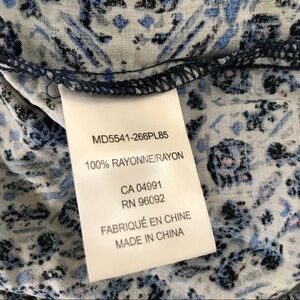 MD5541-266PL85
100% RAYONNE/RAYON
CA 04991
RN 96092
FABRIQUÉ EN CHINE
MADE IN CHINA